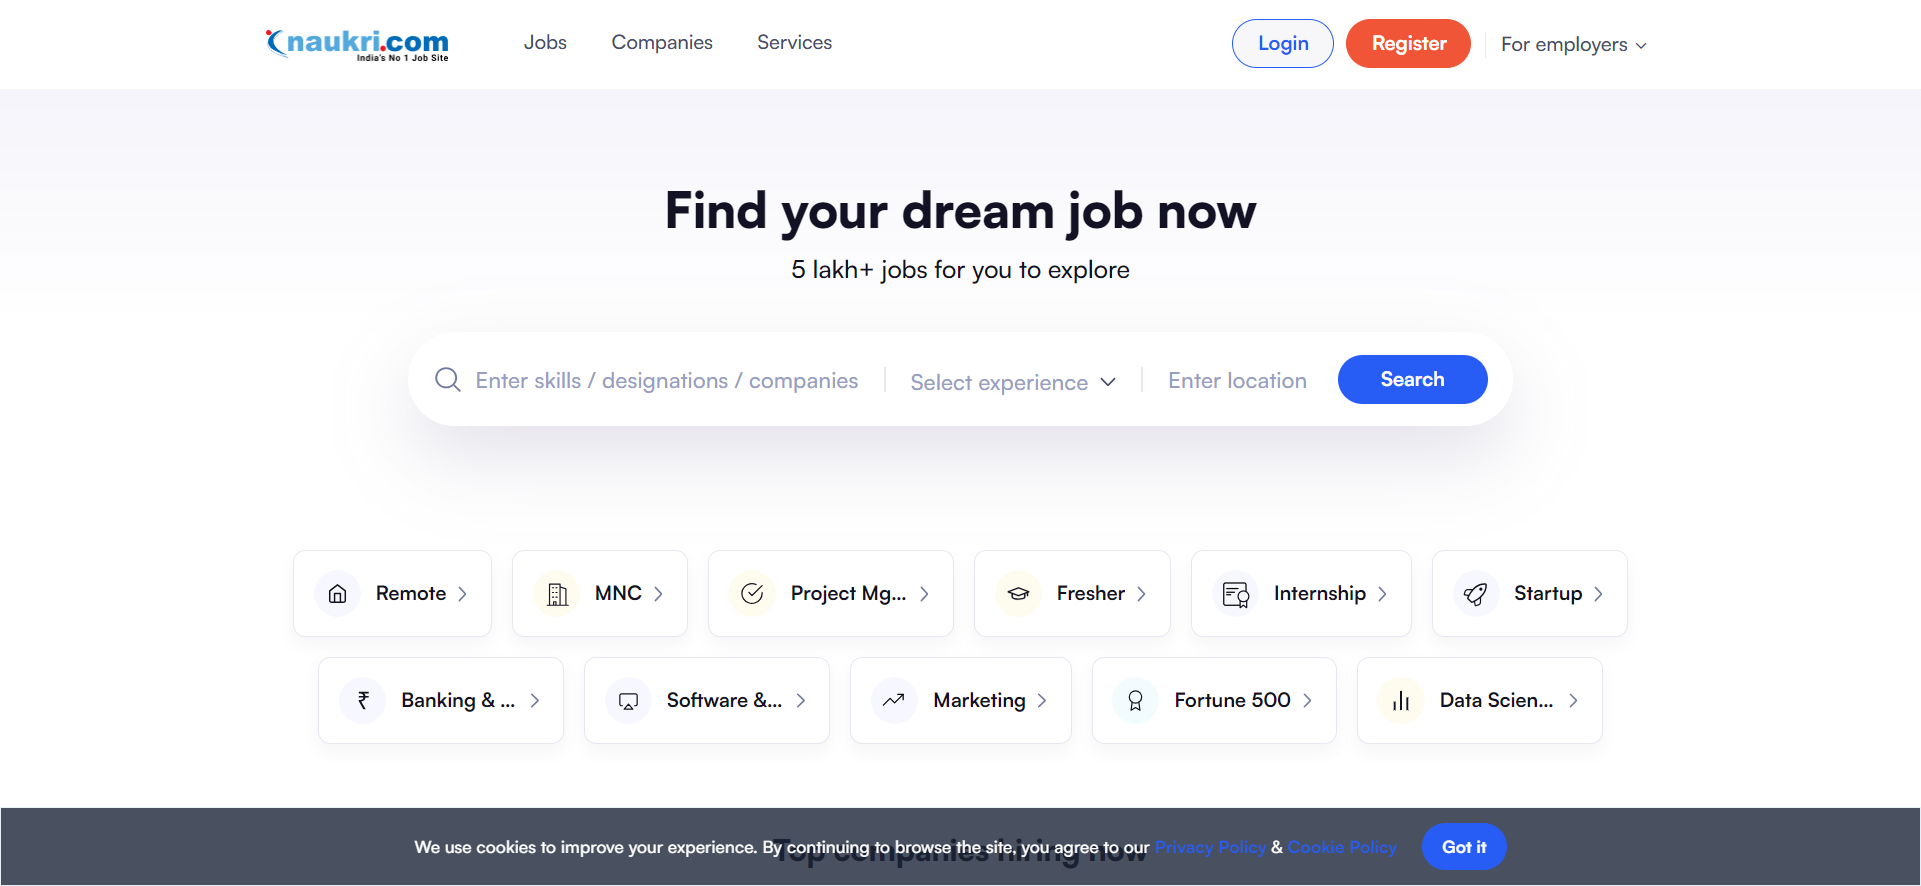 naukri.com
India's No 1 Job Site
Jobs
Companies
Services
Login
Register
For employers
Find your dream job now
5 lakh+ jobs for you to explore
Enter skills / designations / companies
Select experience
Enter location
Search
Remote
MNC
Project Mg...
Fresher
Internship
Startup
₹
Banking & ...
Software &...
Marketing
Fortune 500
Data Scien...
Top companies hiring now
We use cookies to improve your experience. By continuing to browse the site, you agree to our Privacy Policy & Cookie Policy
Got it